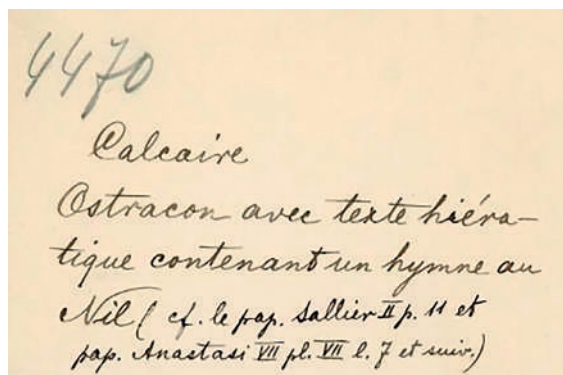 4470
Calcaire
Ostracon avec texte hiéra-
tique contenant un hymne au
Nil (cf. le pap. Sallier II p. 11 et
pap. Anastasi VII pl. VII l. 7 et suiv.)